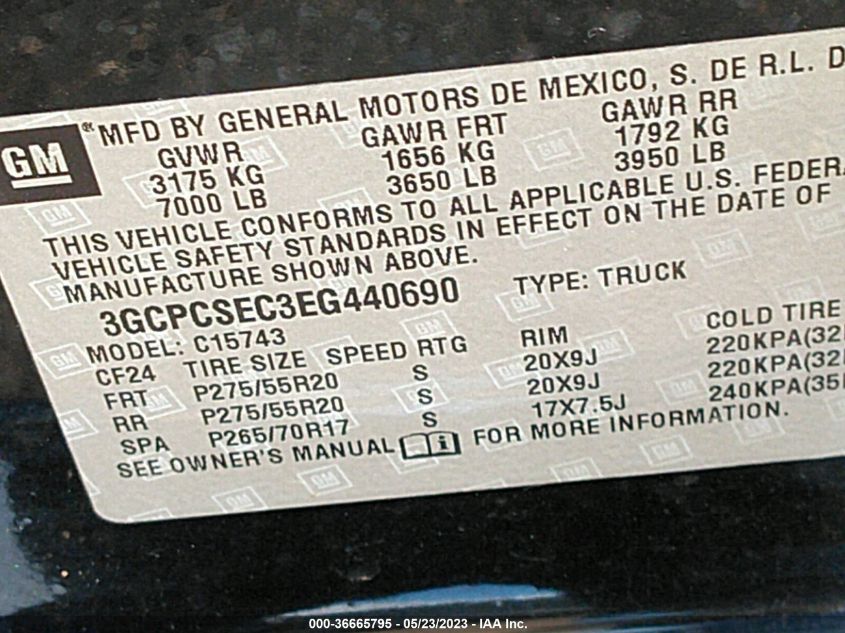 GM ® MFD BY GENERAL MOTORS DE MEXICO, S. DE R.L. D
GVWR GAWR FRT GAWR RR
3175 KG 1656 KG 1792 KG
7000 LB 3650 LB 3950 LB
THIS VEHICLE CONFORMS TO ALL APPLICABLE U.S. FEDERA
VEHICLE SAFETY STANDARDS IN EFFECT ON THE DATE OF
MANUFACTURE SHOWN ABOVE.
3GCPCSEC3EG440690 TYPE: TRUCK
MODEL: C15743
CF24 TIRE SIZE SPEED RTG RIM COLD TIRE
FRT P275/55R20 S 20X9J 220KPA(32
RR P275/55R20 S 20X9J 220KPA(32
SPA P265/70R17 S 17X7.5J 240KPA(35
SEE OWNER'S MANUAL i FOR MORE INFORMATION.
000-36665795 - 05/23/2023 - IAA Inc.